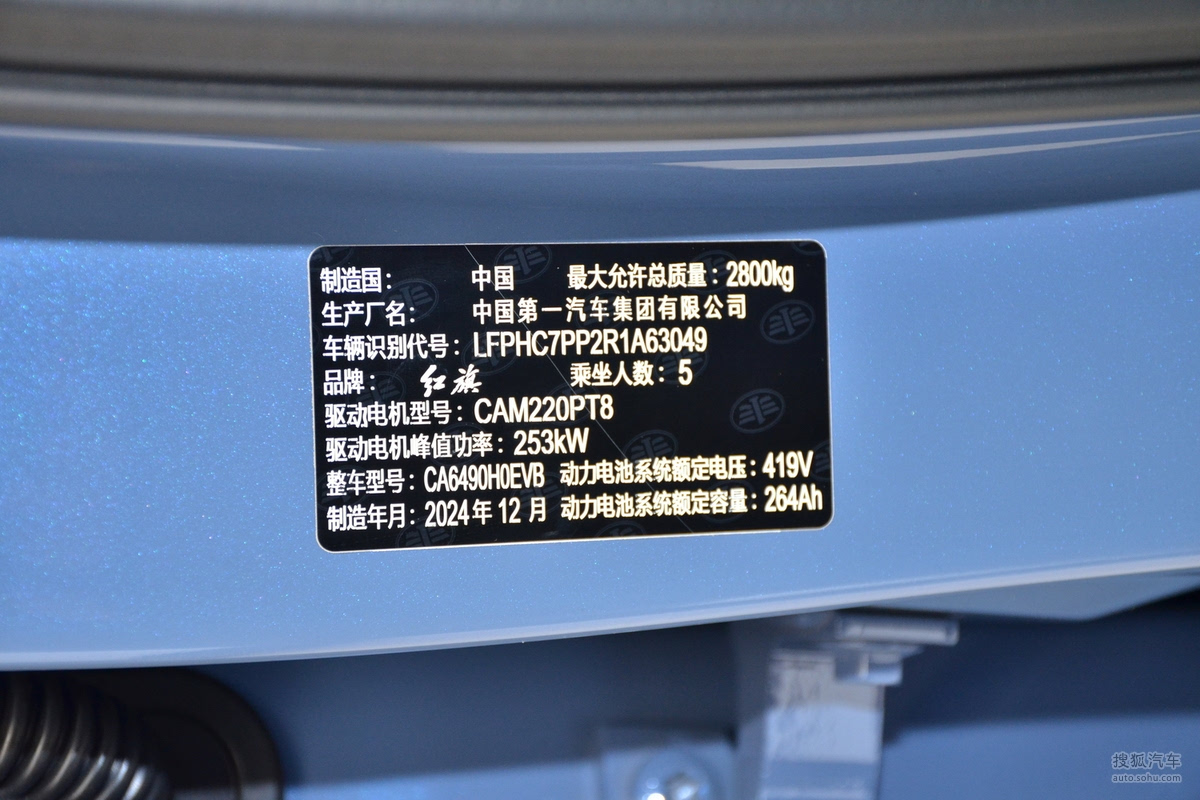 制造国： 中国 最大允许总质量：2800kg
生产厂名： 中国第一汽车集团有限公司
车辆识别代号：LFPHC7PP2R1A63049
品牌： 红旗 乘坐人数：5
驱动电机型号：CAM220PT8
驱动电机峰值功率：253kW
整车型号：CA6490H0EVB 动力电池系统额定电压：419V
制造年月：2024年 12 月 动力电池系统额定容量：264Ah
搜狐汽车
auto.sohu.com